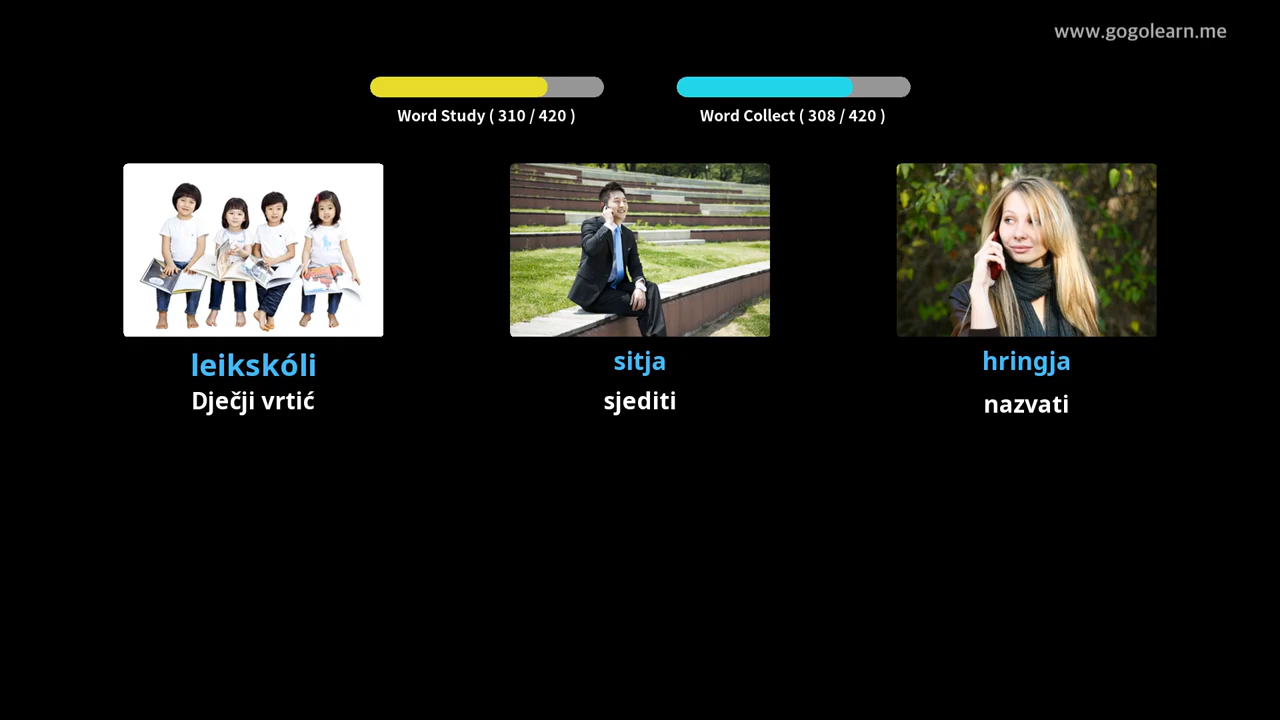 www.gogolearn.me
Word Study ( 310 / 420 )
Word Collect ( 308 / 420 )
leikskóli
Dječji vrtić
sitja
sjediti
hringja
nazvati